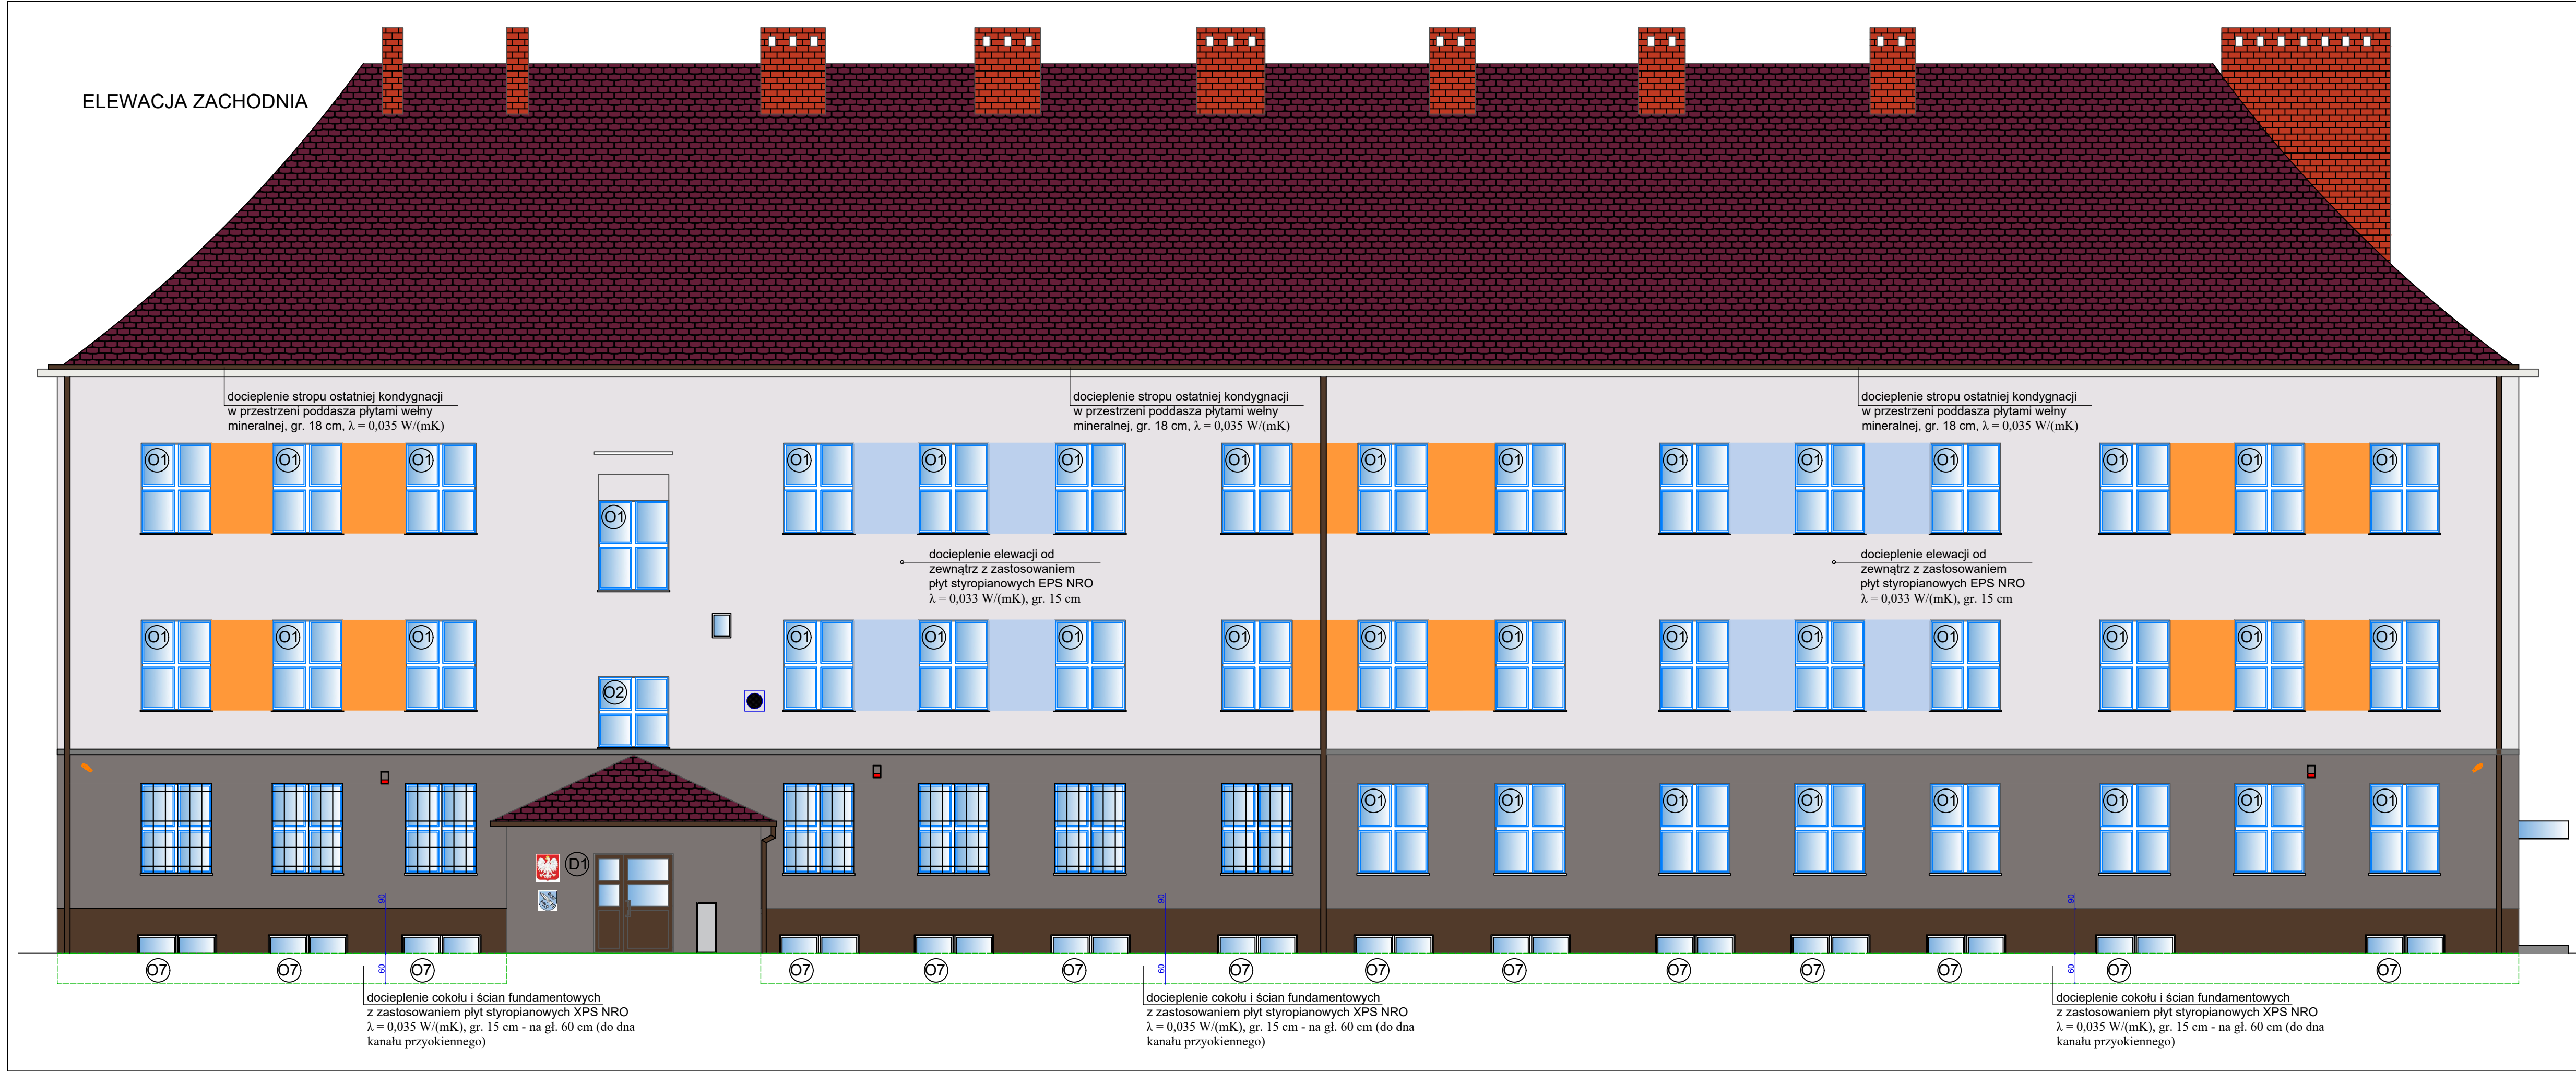 ELEWACJA ZACHODNIA
docieplenie stropu ostatniej kondygnacji
w przestrzeni poddasza płytami wełny
mineralnej, gr. 18 cm, λ = 0,035 W/(mK)
docieplenie stropu ostatniej kondygnacji
w przestrzeni poddasza płytami wełny
mineralnej, gr. 18 cm, λ = 0,035 W/(mK)
docieplenie stropu ostatniej kondygnacji
w przestrzeni poddasza płytami wełny
mineralnej, gr. 18 cm, λ = 0,035 W/(mK)
O1 O1 O1 O1 O1 O1 O1 O1 O1 O1 O1 O1 O1 O1 O1
O1
docieplenie elewacji od
zewnątrz z zastosowaniem
płyt styropianowych EPS NRO
λ = 0,033 W/(mK), gr. 15 cm
docieplenie elewacji od
zewnątrz z zastosowaniem
płyt styropianowych EPS NRO
λ = 0,033 W/(mK), gr. 15 cm
O1 O1 O1 O1 O1 O1 O1 O1 O1 O1 O1 O1 O1 O1 O1
O2
O1 O1 O1 O1 O1 O1 O1 O1
D1
90 90 90
O7 O7 O7 O7 O7 O7 O7 O7 O7 O7 O7 O7 O7 O7
60 60 60
docieplenie cokołu i ścian fundamentowych
z zastosowaniem płyt styropianowych XPS NRO
λ = 0,035 W/(mK), gr. 15 cm - na gł. 60 cm (do dna
kanału przyokiennego)
docieplenie cokołu i ścian fundamentowych
z zastosowaniem płyt styropianowych XPS NRO
λ = 0,035 W/(mK), gr. 15 cm - na gł. 60 cm (do dna
kanału przyokiennego)
docieplenie cokołu i ścian fundamentowych
z zastosowaniem płyt styropianowych XPS NRO
λ = 0,035 W/(mK), gr. 15 cm - na gł. 60 cm (do dna
kanału przyokiennego)